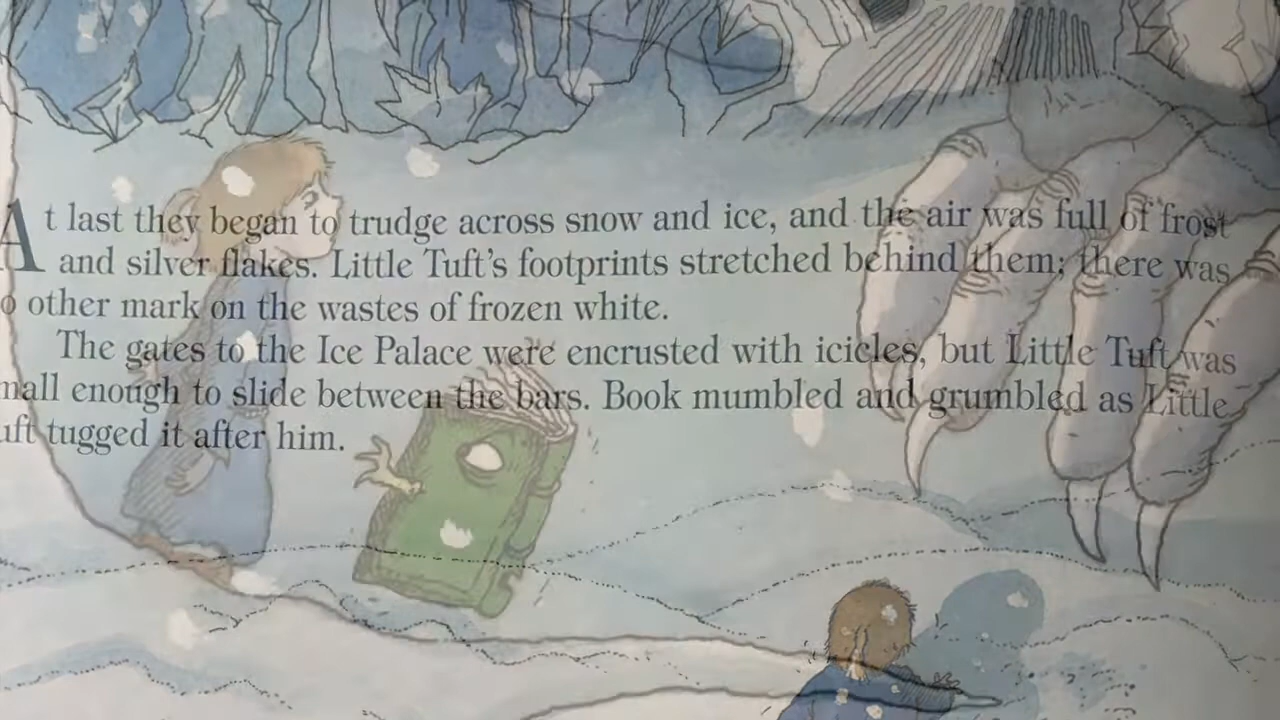 At last they began to trudge across snow and ice, and the air was full of frost
and silver flakes. Little Tuft's footprints stretched behind them; there was
o other mark on the wastes of frozen white.
The gates to the Ice Palace were encrusted with icicles, but Little Tuft was
mall enough to slide between the bars. Book mumbled and grumbled as Little
uft tugged it after him.